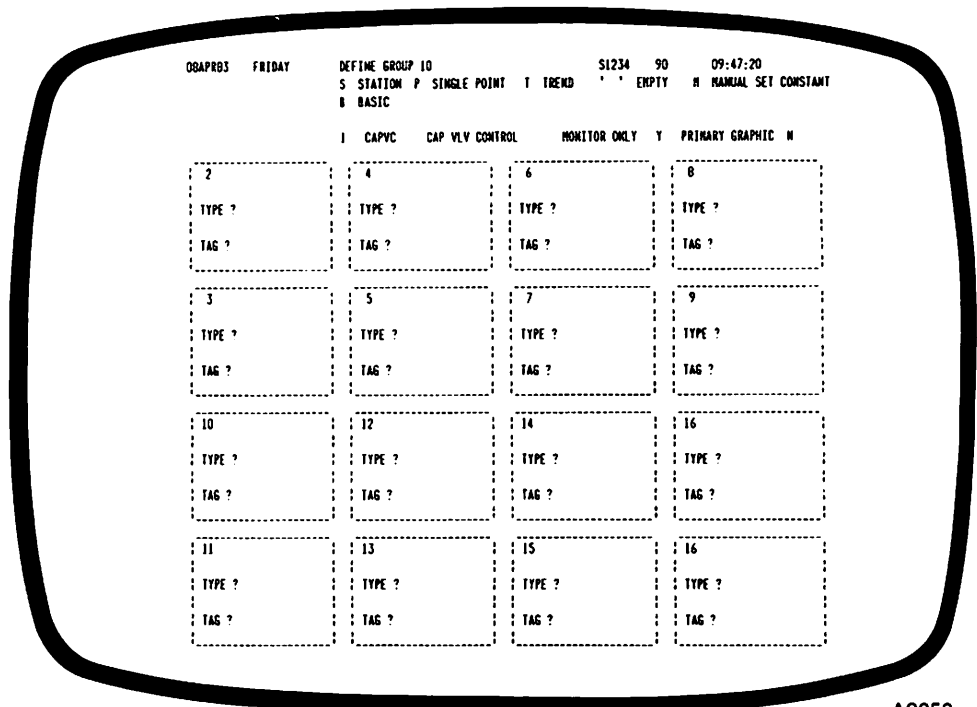 08APR83 FRIDAY DEFINE GROUP 10 S1234 90 09:47:20
S STATION P SINGLE POINT T TREND ' ' EMPTY M MANUAL SET CONSTANT
B BASIC
1 CAPVC CAP VLV CONTROL MONITOR ONLY Y PRIMARY GRAPHIC N
2 4 6 8
TYPE ? TYPE ? TYPE ? TYPE ?
TAG ? TAG ? TAG ? TAG ?
3 5 7 9
TYPE ? TYPE ? TYPE ? TYPE ?
TAG ? TAG ? TAG ? TAG ?
10 12 14 16
TYPE ? TYPE ? TYPE ? TYPE ?
TAG ? TAG ? TAG ? TAG ?
11 13 15 16
TYPE ? TYPE ? TYPE ? TYPE ?
TAG ? TAG ? TAG ? TAG ?